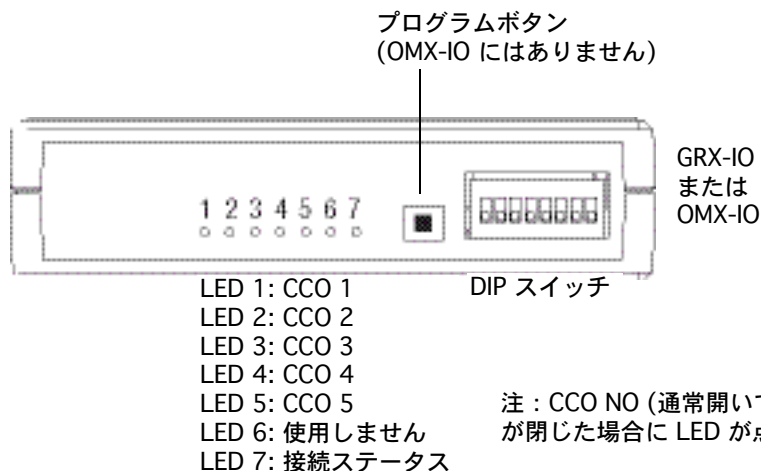 プログラムボタン
(OMX-IO にはありません)
GRX-IO
または
OMX-IO
1 2 3 4 5 6 7
DIP スイッチ
LED 1: CCO 1
LED 2: CCO 2
LED 3: CCO 3
LED 4: CCO 4
LED 5: CCO 5
LED 6: 使用しません
LED 7: 接続ステータス
注 : CCO NO (通常開い
が閉じた場合に LED が